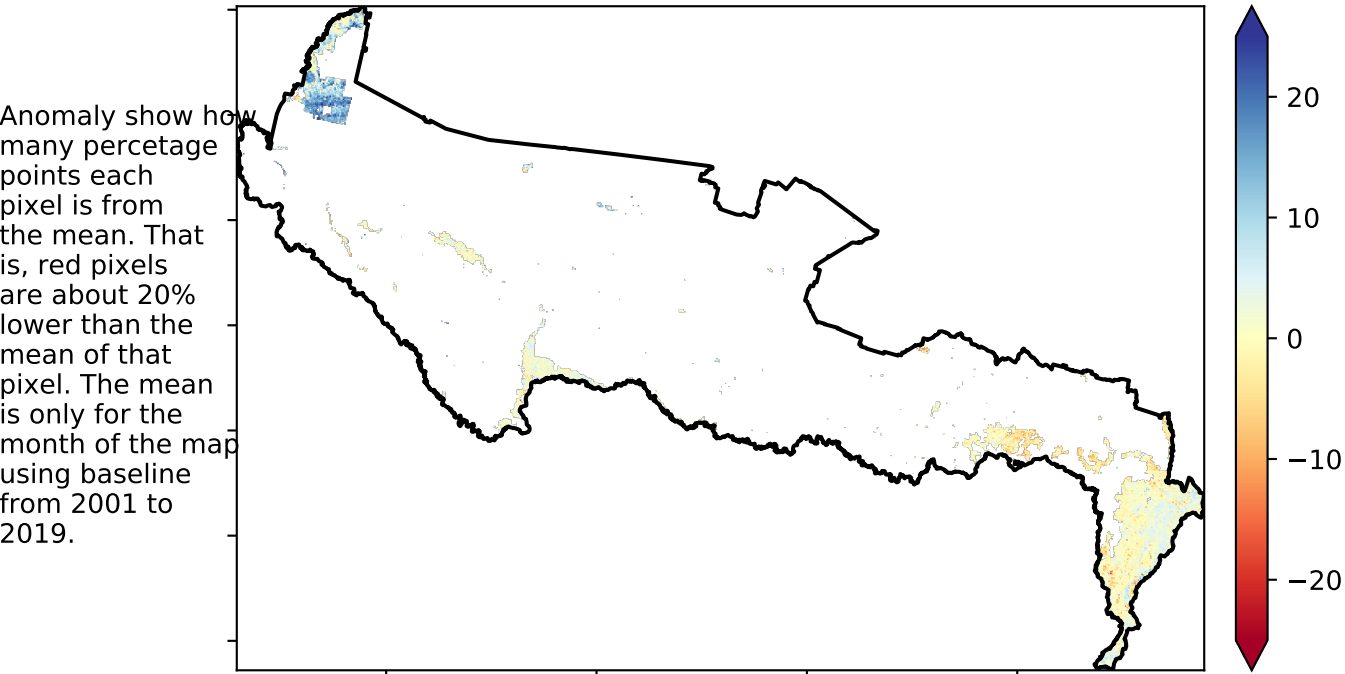 Anomaly show how
many percetage
points each
pixel is from
the mean. That
is, red pixels
are about 20%
lower than the
mean of that
pixel. The mean
is only for the
month of the map
using baseline
from 2001 to
2019.
20
10
0
−10
−20